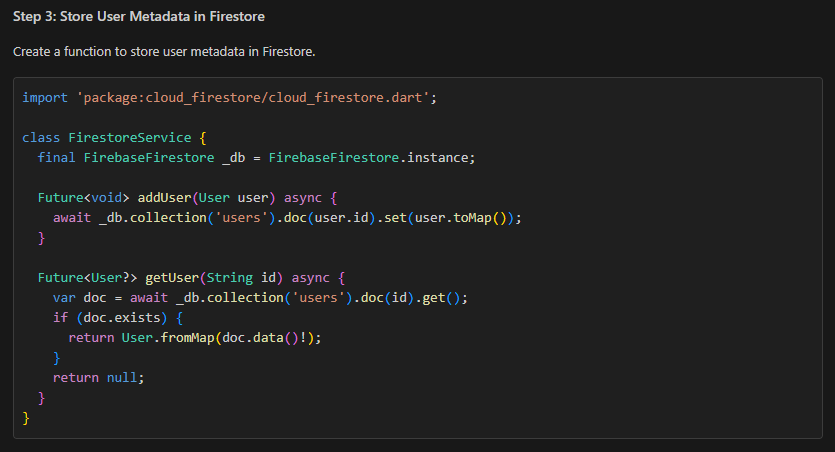 Step 3: Store User Metadata in Firestore
Create a function to store user metadata in Firestore.
import 'package:cloud_firestore/cloud_firestore.dart';
class FirestoreService {
  final FirebaseFirestore _db = FirebaseFirestore.instance;
  Future<void> addUser(User user) async {
    await _db.collection('users').doc(user.id).set(user.toMap());
  }
  Future<User?> getUser(String id) async {
    var doc = await _db.collection('users').doc(id).get();
    if (doc.exists) {
      return User.fromMap(doc.data()!);
    }
    return null;
  }
}